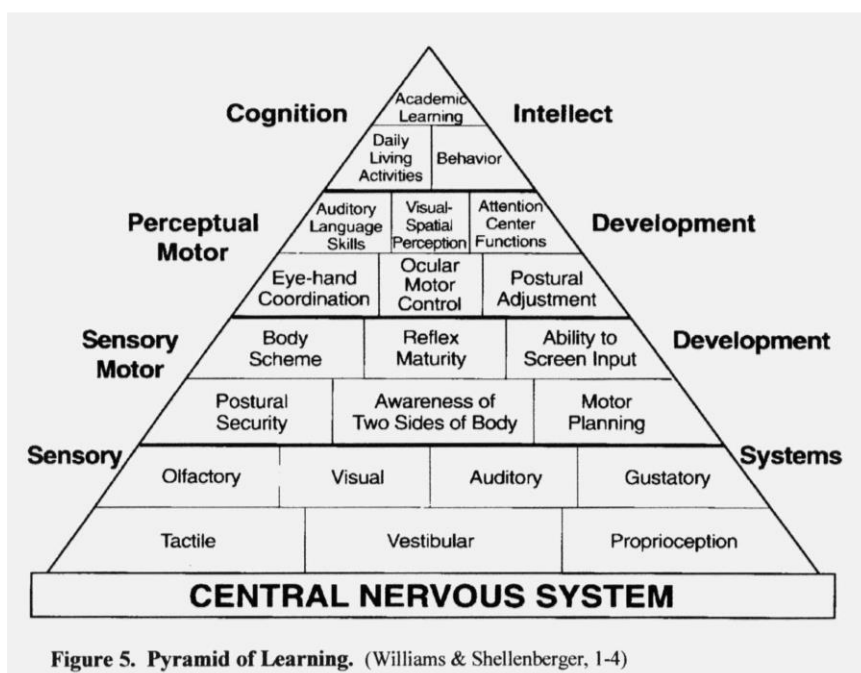 Cognition
Intellect
Academic
Learning
Daily
Living
Activities
Behavior
Perceptual
Motor
Development
Auditory
Language
Skills
Visual-
Spatial
Perception
Attention
Center
Functions
Eye-hand
Coordination
Ocular
Motor
Control
Postural
Adjustment
Sensory
Motor
Development
Body
Scheme
Reflex
Maturity
Ability to
Screen Input
Postural
Security
Awareness of
Two Sides of Body
Motor
Planning
Sensory
Systems
Olfactory
Visual
Auditory
Gustatory
Tactile
Vestibular
Proprioception
CENTRAL NERVOUS SYSTEM
Figure 5. Pyramid of Learning. (Williams & Shellenberger, 1-4)